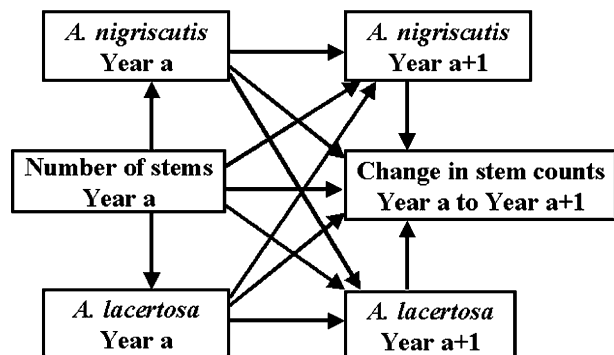 A. nigriscutis
Year a
A. nigriscutis
Year a+1
Number of stems
Year a
Change in stem counts
Year a to Year a+1
A. lacertosa
Year a
A. lacertosa
Year a+1